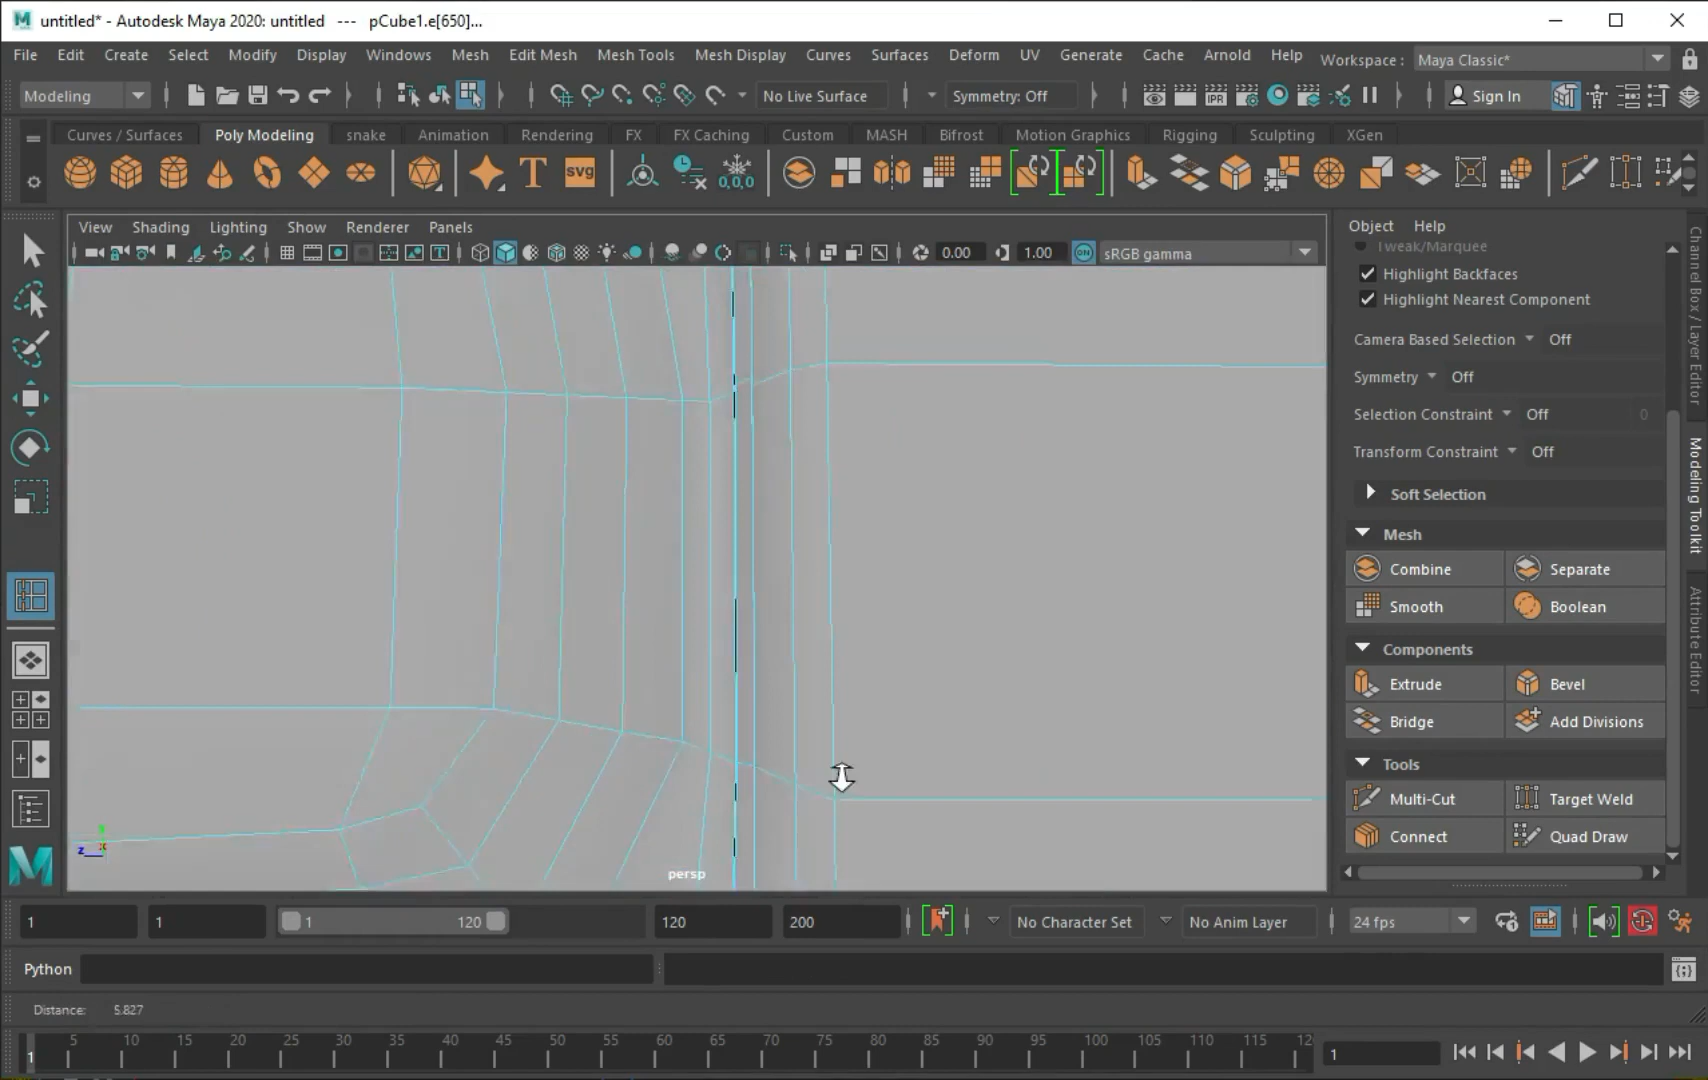 untitled* - Autodesk Maya 2020: untitled   ---   pCube1.e[650]...
File Edit Create Select Modify Display Windows Mesh Edit Mesh Mesh Tools Mesh Display Curves Surfaces Deform UV Generate Cache Arnold Help Workspace : Maya Classic*
Modeling No Live Surface Symmetry: Off IPR Sign In
Curves / Surfaces Poly Modeling snake Animation Rendering FX FX Caching Custom MASH Bifrost Motion Graphics Rigging Sculpting XGen
T svg 0,0,0
View Shading Lighting Show Renderer Panels
0.00 1.00 ON sRGB gamma
Object Help
Tweak/Marquee
Highlight Backfaces
Highlight Nearest Component
Camera Based Selection Off
Symmetry Off
Selection Constraint Off 0
Transform Constraint Off
Soft Selection
Mesh
Combine Separate
Smooth Boolean
Components
Extrude Bevel
Bridge Add Divisions
Tools
Multi-Cut Target Weld
Connect Quad Draw
Channel Box / Layer Editor
Modeling Toolkit
Attribute Editor
z
persp
1 1 1 120 120 200 No Character Set No Anim Layer 24 fps
Python
Distance: 5.827
5 10 15 20 25 30 35 40 45 50 55 60 65 70 75 80 85 90 95 100 105 110 115 12
1 1